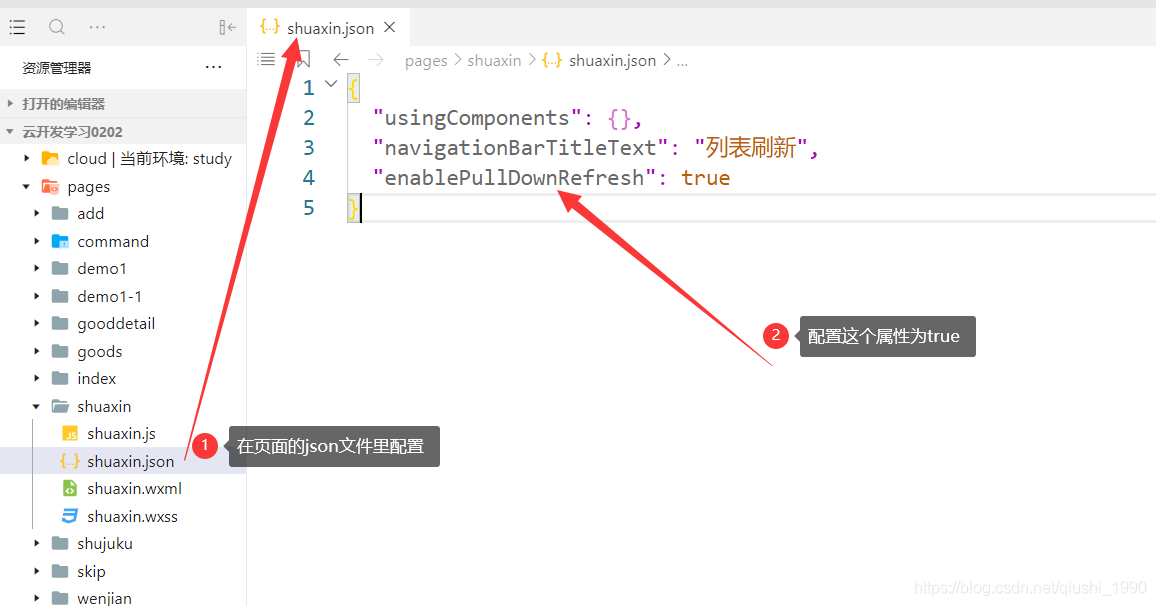 shuaxin.json
资源管理器
pages shuaxin {..} shuaxin.json ...
打开的编辑器
云开发学习0202
cloud | 当前环境: study
pages
add
command
demo1
demo1-1
gooddetail
goods
index
shuaxin
JS shuaxin.js
{..} shuaxin.json
shuaxin.wxml
shuaxin.wxss
shujuku
skip
wenjian
1 {
2 "usingComponents": {},
3 "navigationBarTitleText": "列表刷新",
4 "enablePullDownRefresh": true
5 }
1 在页面的json文件里配置
2 配置这个属性为true
https://blog.csdn.net/qiushi_1990